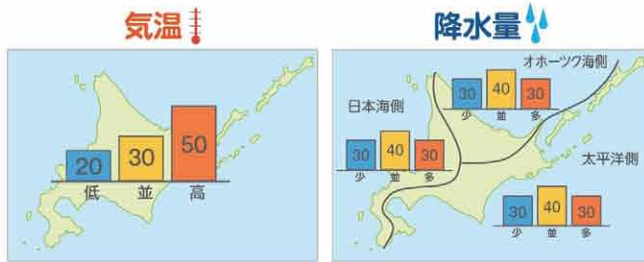 気温
20 30 50
低 並 高
降水量
オホーツク海側
30 40 30
少 並 多
日本海側
30 40 30
少 並 多
太平洋側
30 40 30
少 並 多